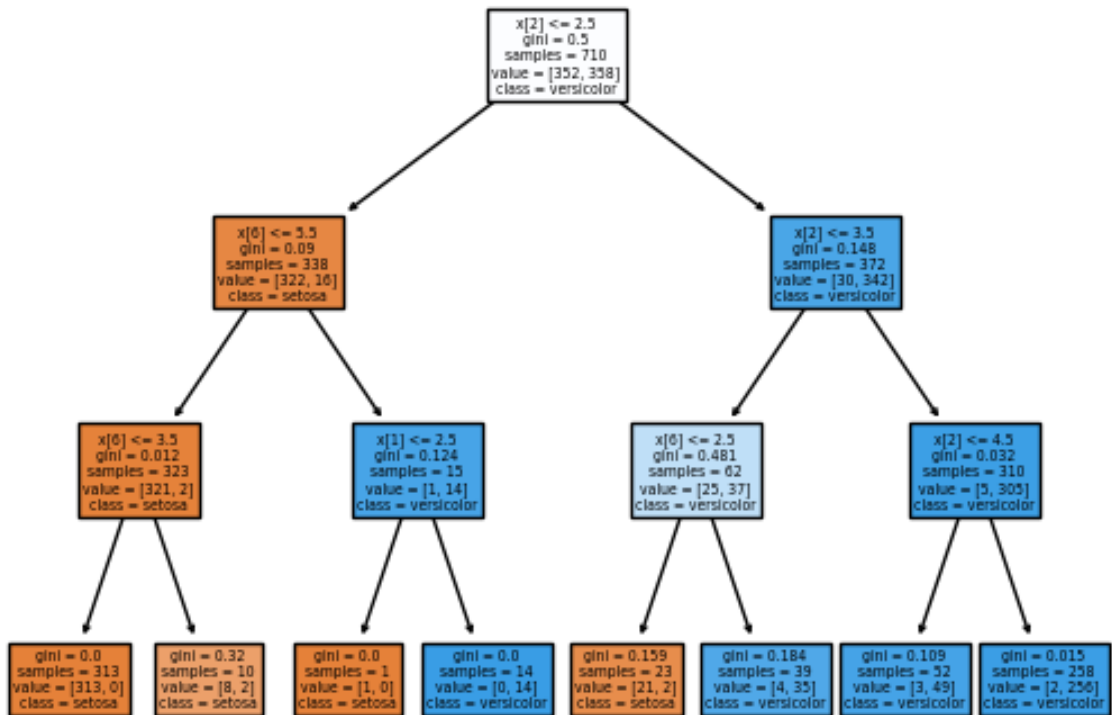 x[2] <= 2.5
gini = 0.5
samples = 710
value = [352, 358]
class = versicolor
x[6] <= 5.5
gini = 0.09
samples = 338
value = [322, 16]
class = setosa
x[2] <= 3.5
gini = 0.148
samples = 372
value = [30, 342]
class = versicolor
x[6] <= 3.5
gini = 0.012
samples = 323
value = [321, 2]
class = setosa
x[1] <= 2.5
gini = 0.124
samples = 15
value = [1, 14]
class = versicolor
x[6] <= 2.5
gini = 0.481
samples = 62
value = [25, 37]
class = versicolor
x[2] <= 4.5
gini = 0.032
samples = 310
value = [5, 305]
class = versicolor
gini = 0.0
samples = 313
value = [313, 0]
class = setosa
gini = 0.32
samples = 10
value = [8, 2]
class = setosa
gini = 0.0
samples = 1
value = [1, 0]
class = setosa
gini = 0.0
samples = 14
value = [0, 14]
class = versicolor
gini = 0.159
samples = 23
value = [21, 2]
class = setosa
gini = 0.184
samples = 39
value = [4, 35]
class = versicolor
gini = 0.109
samples = 52
value = [3, 49]
class = versicolor
gini = 0.015
samples = 258
value = [2, 256]
class = versicolor